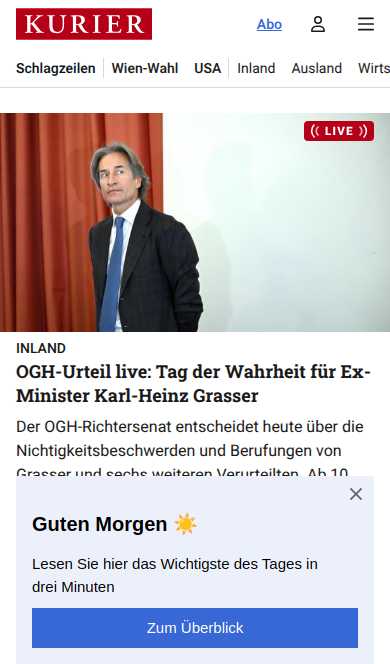 KURIER
Abo
Schlagzeilen Wien-Wahl USA Inland Ausland Wirts
LIVE
INLAND
OGH-Urteil live: Tag der Wahrheit für Ex-
Minister Karl-Heinz Grasser
Der OGH-Richtersenat entscheidet heute über die
Nichtigkeitsbeschwerden und Berufungen von
Grasser und sechs weiteren Verurteilten. Ab 10
Guten Morgen ☀️
Lesen Sie hier das Wichtigste des Tages in
drei Minuten
Zum Überblick